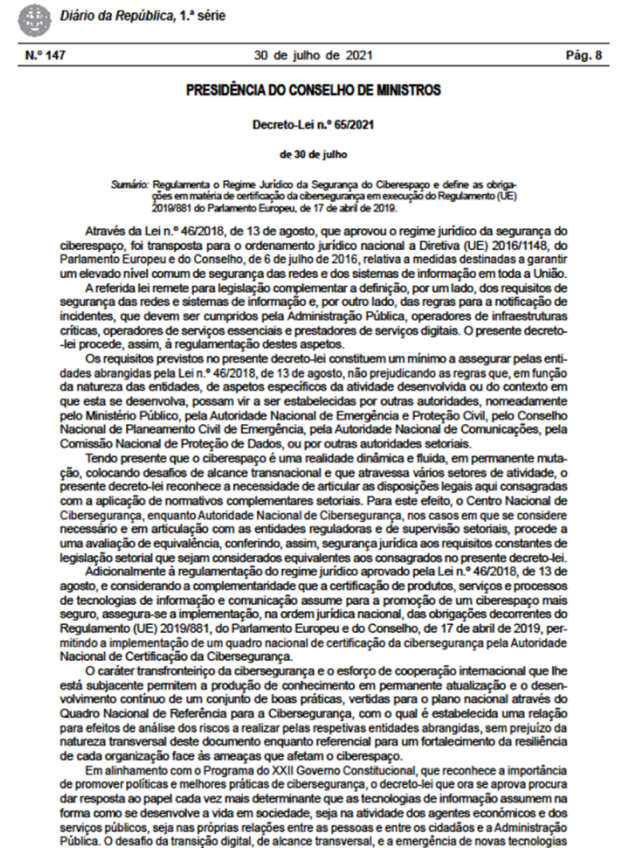 Diário da República, 1.ª série
N.º 147 30 de julho de 2021 Pág. 8
PRESIDÊNCIA DO CONSELHO DE MINISTROS
Decreto-Lei n.º 65/2021
de 30 de julho
Sumário: Regulamenta o Regime Jurídico da Segurança do Ciberespaço e define as obriga-
ções em matéria de certificação da cibersegurança em execução do Regulamento (UE)
2019/881 do Parlamento Europeu, de 17 de abril de 2019.
Através da Lei n.º 46/2018, de 13 de agosto, que aprovou o regime jurídico da segurança do
ciberespaço, foi transposta para o ordenamento jurídico nacional a Diretiva (UE) 2016/1148, do
Parlamento Europeu e do Conselho, de 6 de julho de 2016, relativa a medidas destinadas a garantir
um elevado nível comum de segurança das redes e dos sistemas de informação em toda a União.
A referida lei remete para legislação complementar a definição, por um lado, dos requisitos de
segurança das redes e sistemas de informação e, por outro lado, das regras para a notificação de
incidentes, que devem ser cumpridos pela Administração Pública, operadores de infraestruturas
críticas, operadores de serviços essenciais e prestadores de serviços digitais. O presente decreto-
-lei procede, assim, à regulamentação destes aspetos.
Os requisitos previstos no presente decreto-lei constituem um mínimo a assegurar pelas enti-
dades abrangidas pela Lei n.º 46/2018, de 13 de agosto, não prejudicando as regras que, em função
da natureza das entidades, de aspetos específicos da atividade desenvolvida ou do contexto em
que esta se desenvolva, possam vir a ser estabelecidas por outras autoridades, nomeadamente
pelo Ministério Público, pela Autoridade Nacional de Emergência e Proteção Civil, pelo Conselho
Nacional de Planeamento Civil de Emergência, pela Autoridade Nacional de Comunicações, pela
Comissão Nacional de Proteção de Dados, ou por outras autoridades setoriais.
Tendo presente que o ciberespaço é uma realidade dinâmica e fluida, em permanente muta-
ção, colocando desafios de alcance transnacional e que atravessa vários setores de atividade, o
presente decreto-lei reconhece a necessidade de articular as disposições legais aqui consagradas
com a aplicação de normativos complementares setoriais. Para este efeito, o Centro Nacional de
Cibersegurança, enquanto Autoridade Nacional de Cibersegurança, nos casos em que se considere
necessário e em articulação com as entidades reguladoras e de supervisão setoriais, procede a
uma avaliação de equivalência, conferindo, assim, segurança jurídica aos requisitos constantes de
legislação setorial que sejam considerados equivalentes aos consagrados no presente decreto-lei.
Adicionalmente à regulamentação do regime jurídico aprovado pela Lei n.º 46/2018, de 13 de
agosto, e considerando a complementaridade que a certificação de produtos, serviços e processos
de tecnologias de informação e comunicação assume para a promoção de um ciberespaço mais
seguro, assegura-se a implementação, na ordem jurídica nacional, das obrigações decorrentes do
Regulamento (UE) 2019/881, do Parlamento Europeu e do Conselho, de 17 de abril de 2019, per-
mitindo a implementação de um quadro nacional de certificação da cibersegurança pela Autoridade
Nacional de Certificação da Cibersegurança.
O caráter transfronteiriço da cibersegurança e o esforço de cooperação internacional que lhe
está subjacente permitem a produção de conhecimento em permanente atualização e o desen-
volvimento contínuo de um conjunto de boas práticas, vertidas para o plano nacional através do
Quadro Nacional de Referência para a Cibersegurança, com o qual é estabelecida uma relação
para efeitos de análise dos riscos a realizar pelas respetivas entidades abrangidas, sem prejuízo da
natureza transversal deste documento enquanto referencial para um fortalecimento da resiliência
de cada organização face às ameaças que afetam o ciberespaço.
Em alinhamento com o Programa do XXII Governo Constitucional, que reconhece a importância
de promover políticas e melhores práticas de cibersegurança, o decreto-lei que ora se aprova procura
dar resposta ao papel cada vez mais determinante que as tecnologias de informação assumem na
forma como se desenvolve a vida em sociedade, seja na atividade dos agentes económicos e dos
serviços públicos, seja nas próprias relações entre as pessoas e entre os cidadãos e a Administração
Pública. O desafio da transição digital, de alcance transversal, e a emergência de novas tecnologias